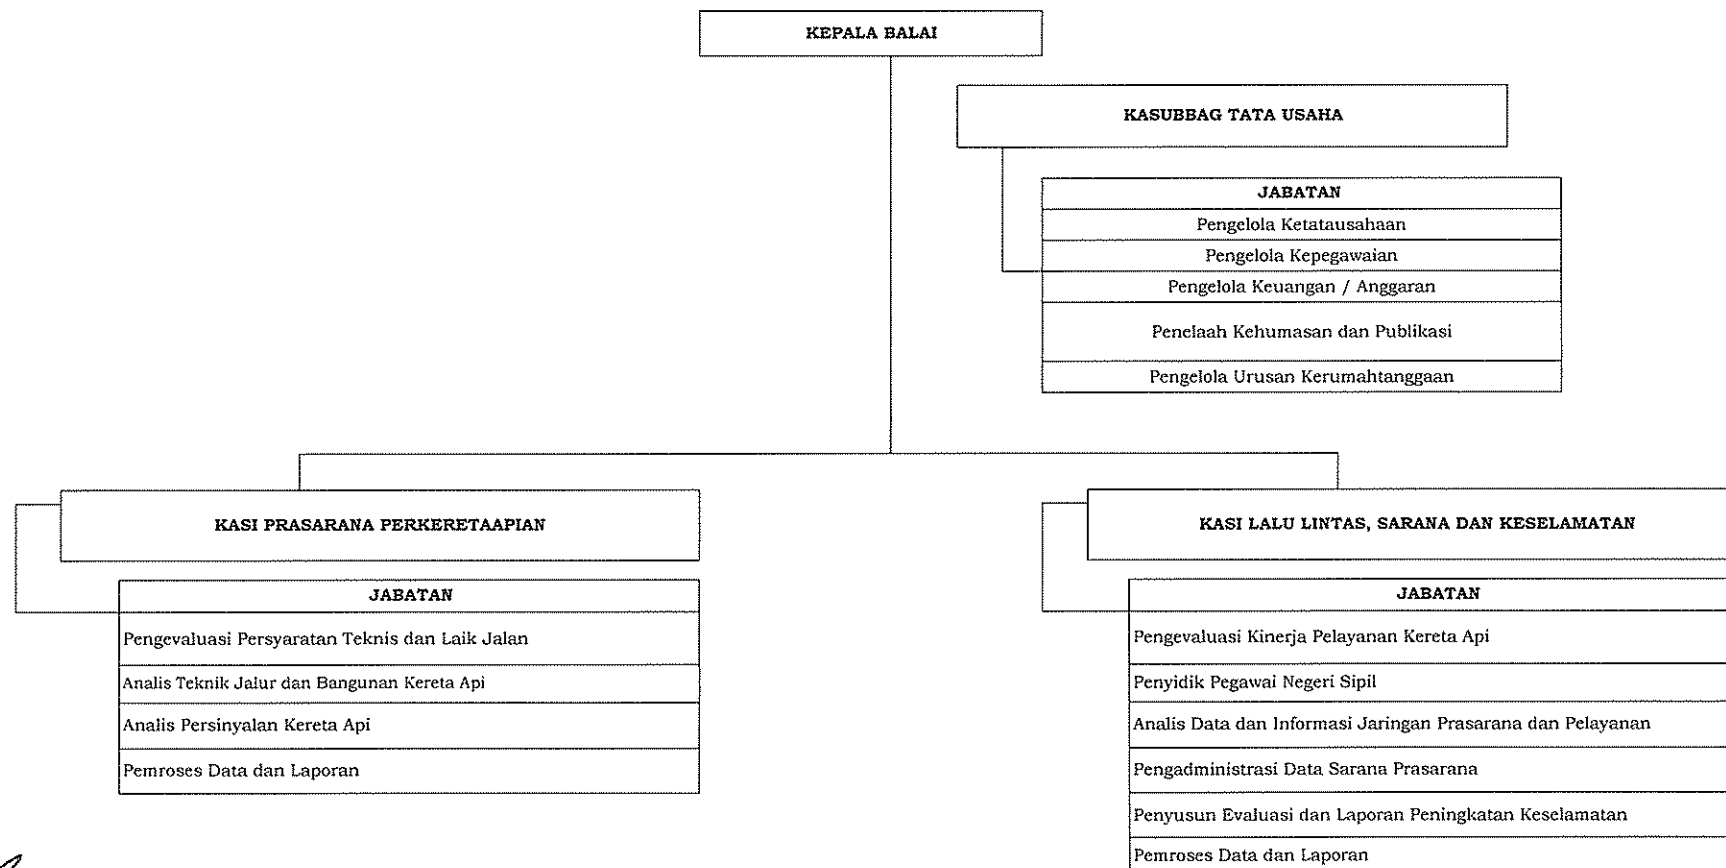 KEPALA BALAI
KASUBBAG TATA USAHA
JABATAN
Pengelola Ketatausahaan
Pengelola Kepegawaian
Pengelola Keuangan / Anggaran
Penelaah Kehumasan dan Publikasi
Pengelola Urusan Kerumahtanggaan
KASI PRASARANA PERKERETAAPIAN
JABATAN
Pengevaluasi Persyaratan Teknis dan Laik Jalan
Analis Teknik Jalur dan Bangunan Kereta Api
Analis Persinyalan Kereta Api
Pemroses Data dan Laporan
KASI LALU LINTAS, SARANA DAN KESELAMATAN
JABATAN
Pengevaluasi Kinerja Pelayanan Kereta Api
Penyidik Pegawai Negeri Sipil
Analis Data dan Informasi Jaringan Prasarana dan Pelayanan
Pengadministrasi Data Sarana Prasarana
Penyusun Evaluasi dan Laporan Peningkatan Keselamatan
Pemroses Data dan Laporan